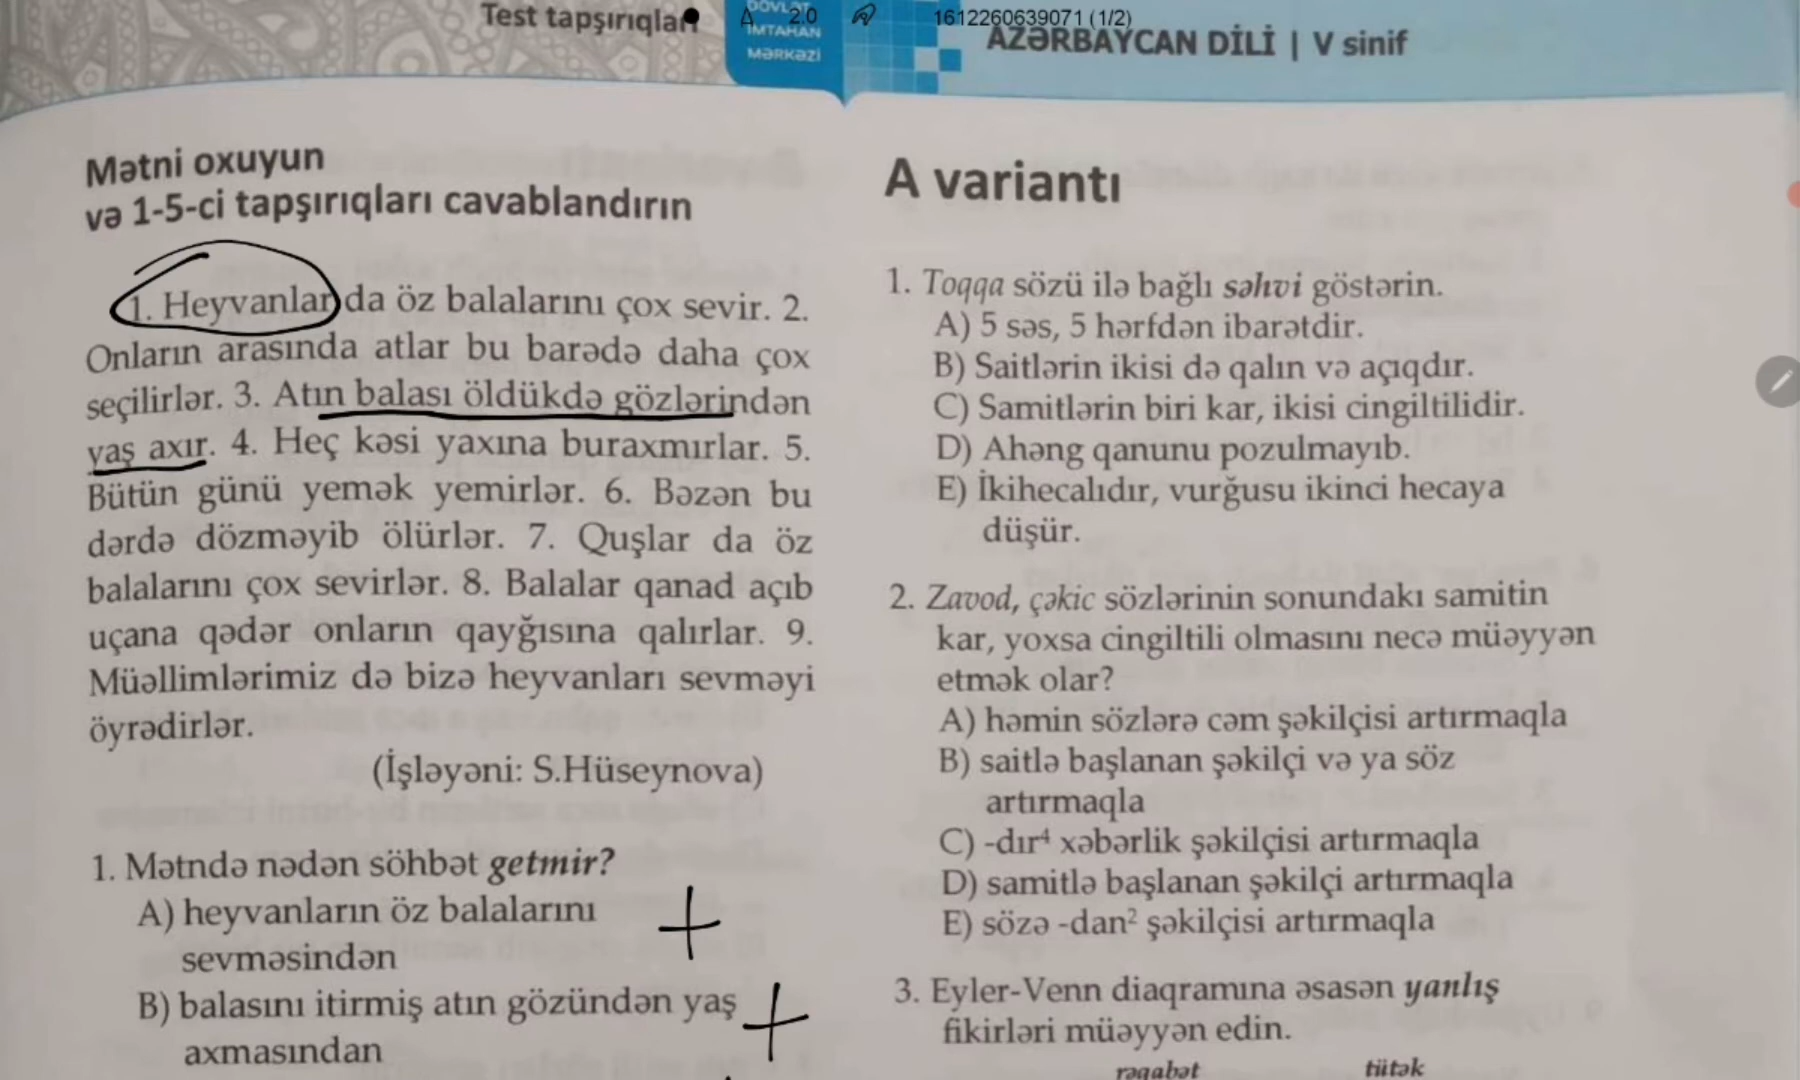 Test tapşırıqları
2.0
DÖVLƏT
İMTAHAN
MƏRKƏZİ
1612260639071 (1/2)
AZƏRBAYCAN DİLİ | V sinif
Mətni oxuyun
və 1-5-ci tapşırıqları cavablandırın
1. Heyvanlar da öz balalarını çox sevir. 2.
Onların arasında atlar bu barədə daha çox
seçilirlər. 3. Atın balası öldükdə gözlərindən
yaş axır. 4. Heç kəsi yaxına buraxmırlar. 5.
Bütün günü yemək yemirlər. 6. Bəzən bu
dərdə dözməyib ölürlər. 7. Quşlar da öz
balalarını çox sevirlər. 8. Balalar qanad açıb
uçana qədər onların qayğısına qalırlar. 9.
Müəllimlərimiz də bizə heyvanları sevməyi
öyrədirlər.
(İşləyəni: S.Hüseynova)
1. Mətndə nədən söhbət getmir?
A) heyvanların öz balalarını
sevməsindən
B) balasını itirmiş atın gözündən yaş
axmasından
A variantı
1. Toqqa sözü ilə bağlı səhvi göstərin.
A) 5 səs, 5 hərfdən ibarətdir.
B) Saitlərin ikisi də qalın və açıqdır.
C) Samitlərin biri kar, ikisi cingiltilidir.
D) Ahəng qanunu pozulmayıb.
E) İkihecalıdır, vurğusu ikinci hecaya
düşür.
2. Zavod, çəkic sözlərinin sonundakı samitin
kar, yoxsa cingiltili olmasını necə müəyyən
etmək olar?
A) həmin sözlərə cəm şəkilçisi artırmaqla
B) saitlə başlanan şəkilçi və ya söz
artırmaqla
C) -dır⁴ xəbərlik şəkilçisi artırmaqla
D) samitlə başlanan şəkilçi artırmaqla
E) sözə -dan² şəkilçisi artırmaqla
3. Eyler-Venn diaqramına əsasən yanlış
fikirləri müəyyən edin.
rəqabət tütək